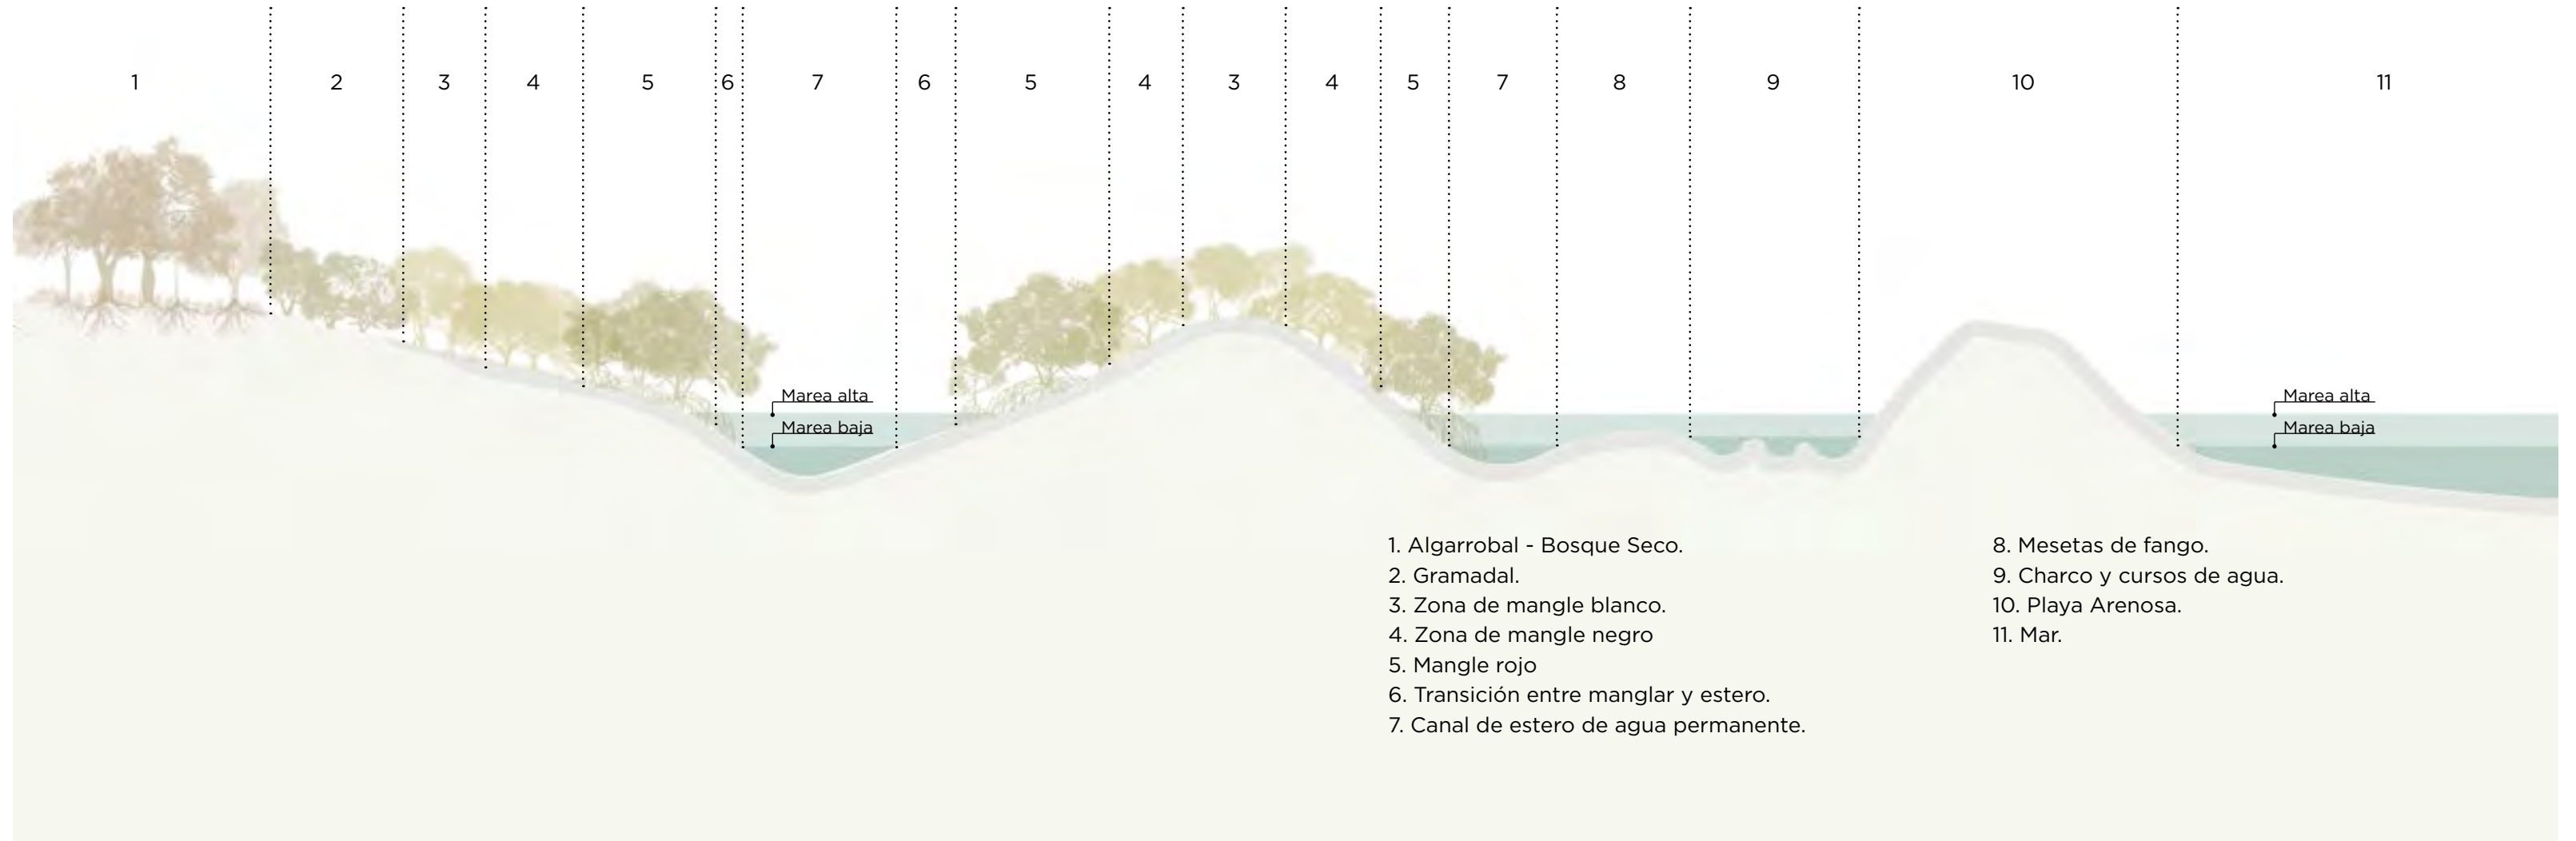 1 2 3 4 5 6 7 6 5 4 3 4 5 7 8 9 10 11
Marea alta
Marea baja
Marea alta
Marea baja
1. Algarrobal - Bosque Seco.
2. Gramadal.
3. Zona de mangle blanco.
4. Zona de mangle negro
5. Mangle rojo
6. Transición entre manglar y estero.
7. Canal de estero de agua permanente.
8. Mesetas de fango.
9. Charco y cursos de agua.
10. Playa Arenosa.
11. Mar.